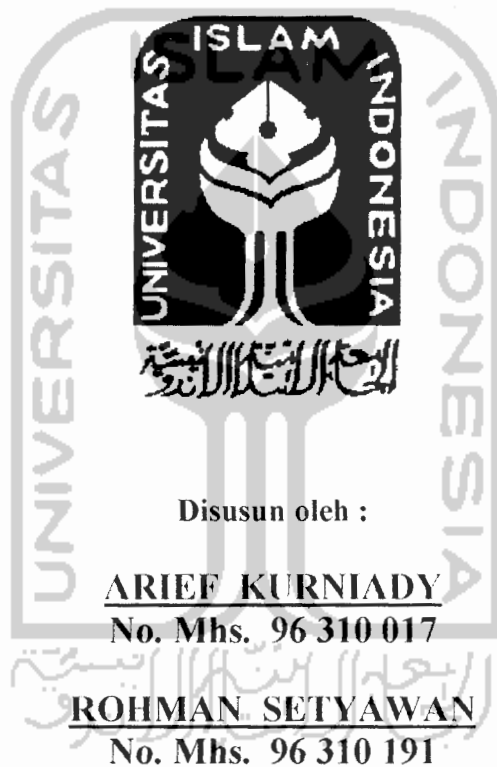 UNIVERSITAS ISLAM INDONESIA
Disusun oleh :
ARIEF KURNIADY
No. Mhs. 96 310 017
ROHMAN SETYAWAN
No. Mhs. 96 310 191